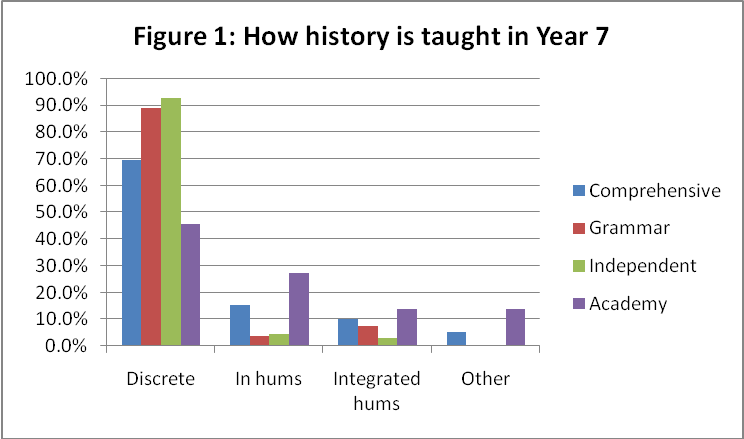 Figure 1: How history is taught in Year 7
100.0%
90.0%
80.0%
70.0%
60.0%
50.0%
40.0%
30.0%
20.0%
10.0%
0.0%
Discrete
In hums
Integrated
hums
Other
Comprehensive
Grammar
Independent
Academy